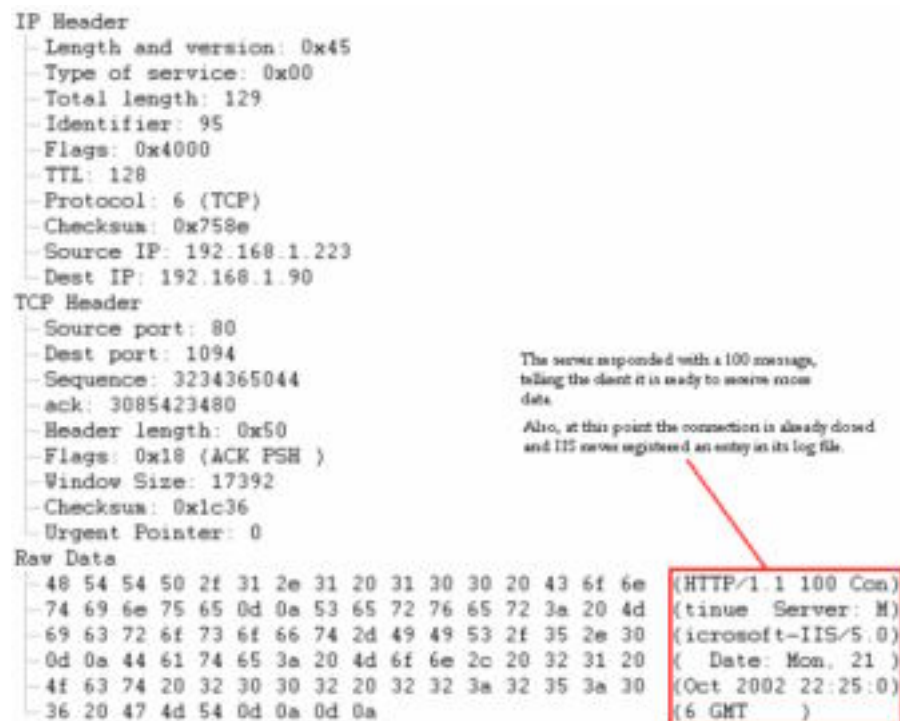 IP Header
Length and version: 0x45
Type of service: 0x00
Total length: 129
Identifier: 95
Flags: 0x4000
TTL: 128
Protocol: 6 (TCP)
Checksum: 0x758e
Source IP: 192.168.1.223
Dest IP: 192.168.1.90
TCP Header
Source port: 80
Dest port: 1094
Sequence: 3234365044
ack: 3085423480
Header length: 0x50
Flags: 0x18 (ACK PSH )
Window Size: 17392
Checksum: 0x1c36
Urgent Pointer: 0
The server responded with a 100 message,
telling the client it is ready to receive more
data.
Also, at this point the connection is already closed
and IIS never registered an entry in its log file.
Raw Data
48 54 54 50 2f 31 2e 31 20 31 30 30 20 43 6f 6e (HTTP/1.1 100 Con)
74 69 6e 75 65 0d 0a 53 65 72 76 65 72 3a 20 4d (tinue Server: M)
69 63 72 6f 73 6f 66 74 2d 49 49 53 2f 35 2e 30 (icrosoft-IIS/5.0)
0d 0a 44 61 74 65 3a 20 4d 6f 6e 2c 20 32 31 20 ( Date: Mon, 21 )
4f 63 74 20 32 30 30 32 20 32 32 3a 32 35 3a 30 (Oct 2002 22:25:0)
36 20 47 4d 54 0d 0a 0d 0a (6 GMT )